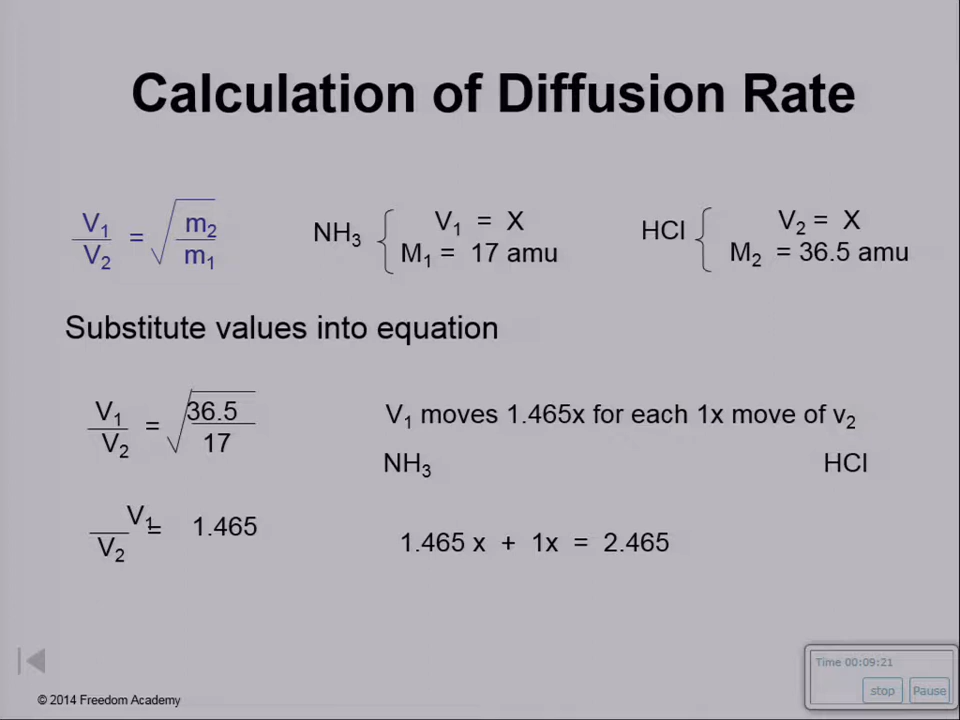 Calculation of Diffusion Rate
V1 / V2 = √ m2 / m1
NH3 { V1 = X
M1 = 17 amu
HCl { V2 = X
M2 = 36.5 amu
Substitute values into equation
V1 / V2 = √ 36.5 / 17
V1 moves 1.465x for each 1x move of v2
NH3 HCl
V1 / V2 = 1.465
1.465 x + 1x = 2.465
Time 00:09:21
stop Pause
© 2014 Freedom Academy